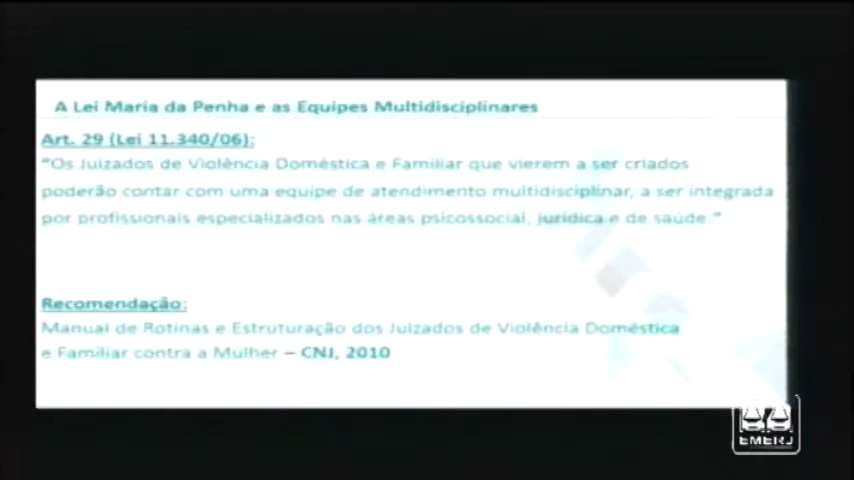 A Lei Maria da Penha e as Equipes Multidisciplinares
Art. 29 (Lei 11.340/06):
“Os Juizados de Violência Doméstica e Familiar que vierem a ser criados
poderão contar com uma equipe de atendimento multidisciplinar, a ser integrada
por profissionais especializados nas áreas psicossocial, jurídica e de saúde.”
Recomendação:
Manual de Rotinas e Estruturação dos Juizados de Violência Doméstica
e Familiar contra a Mulher – CNJ, 2010
EMERJ